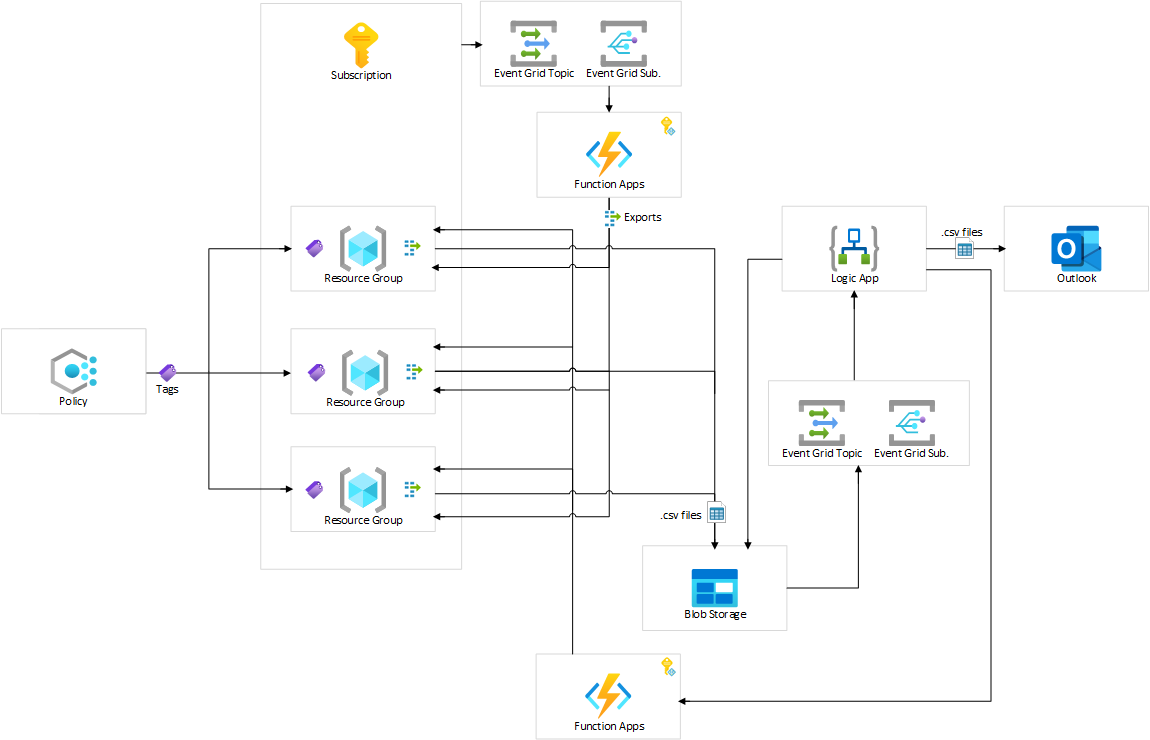 Subscription
Event Grid Topic
Event Grid Sub.
Function Apps
Exports
Resource Group
.csv files
Logic App
Outlook
Policy
Tags
Resource Group
Event Grid Topic
Event Grid Sub.
Resource Group
.csv files
Blob Storage
Function Apps